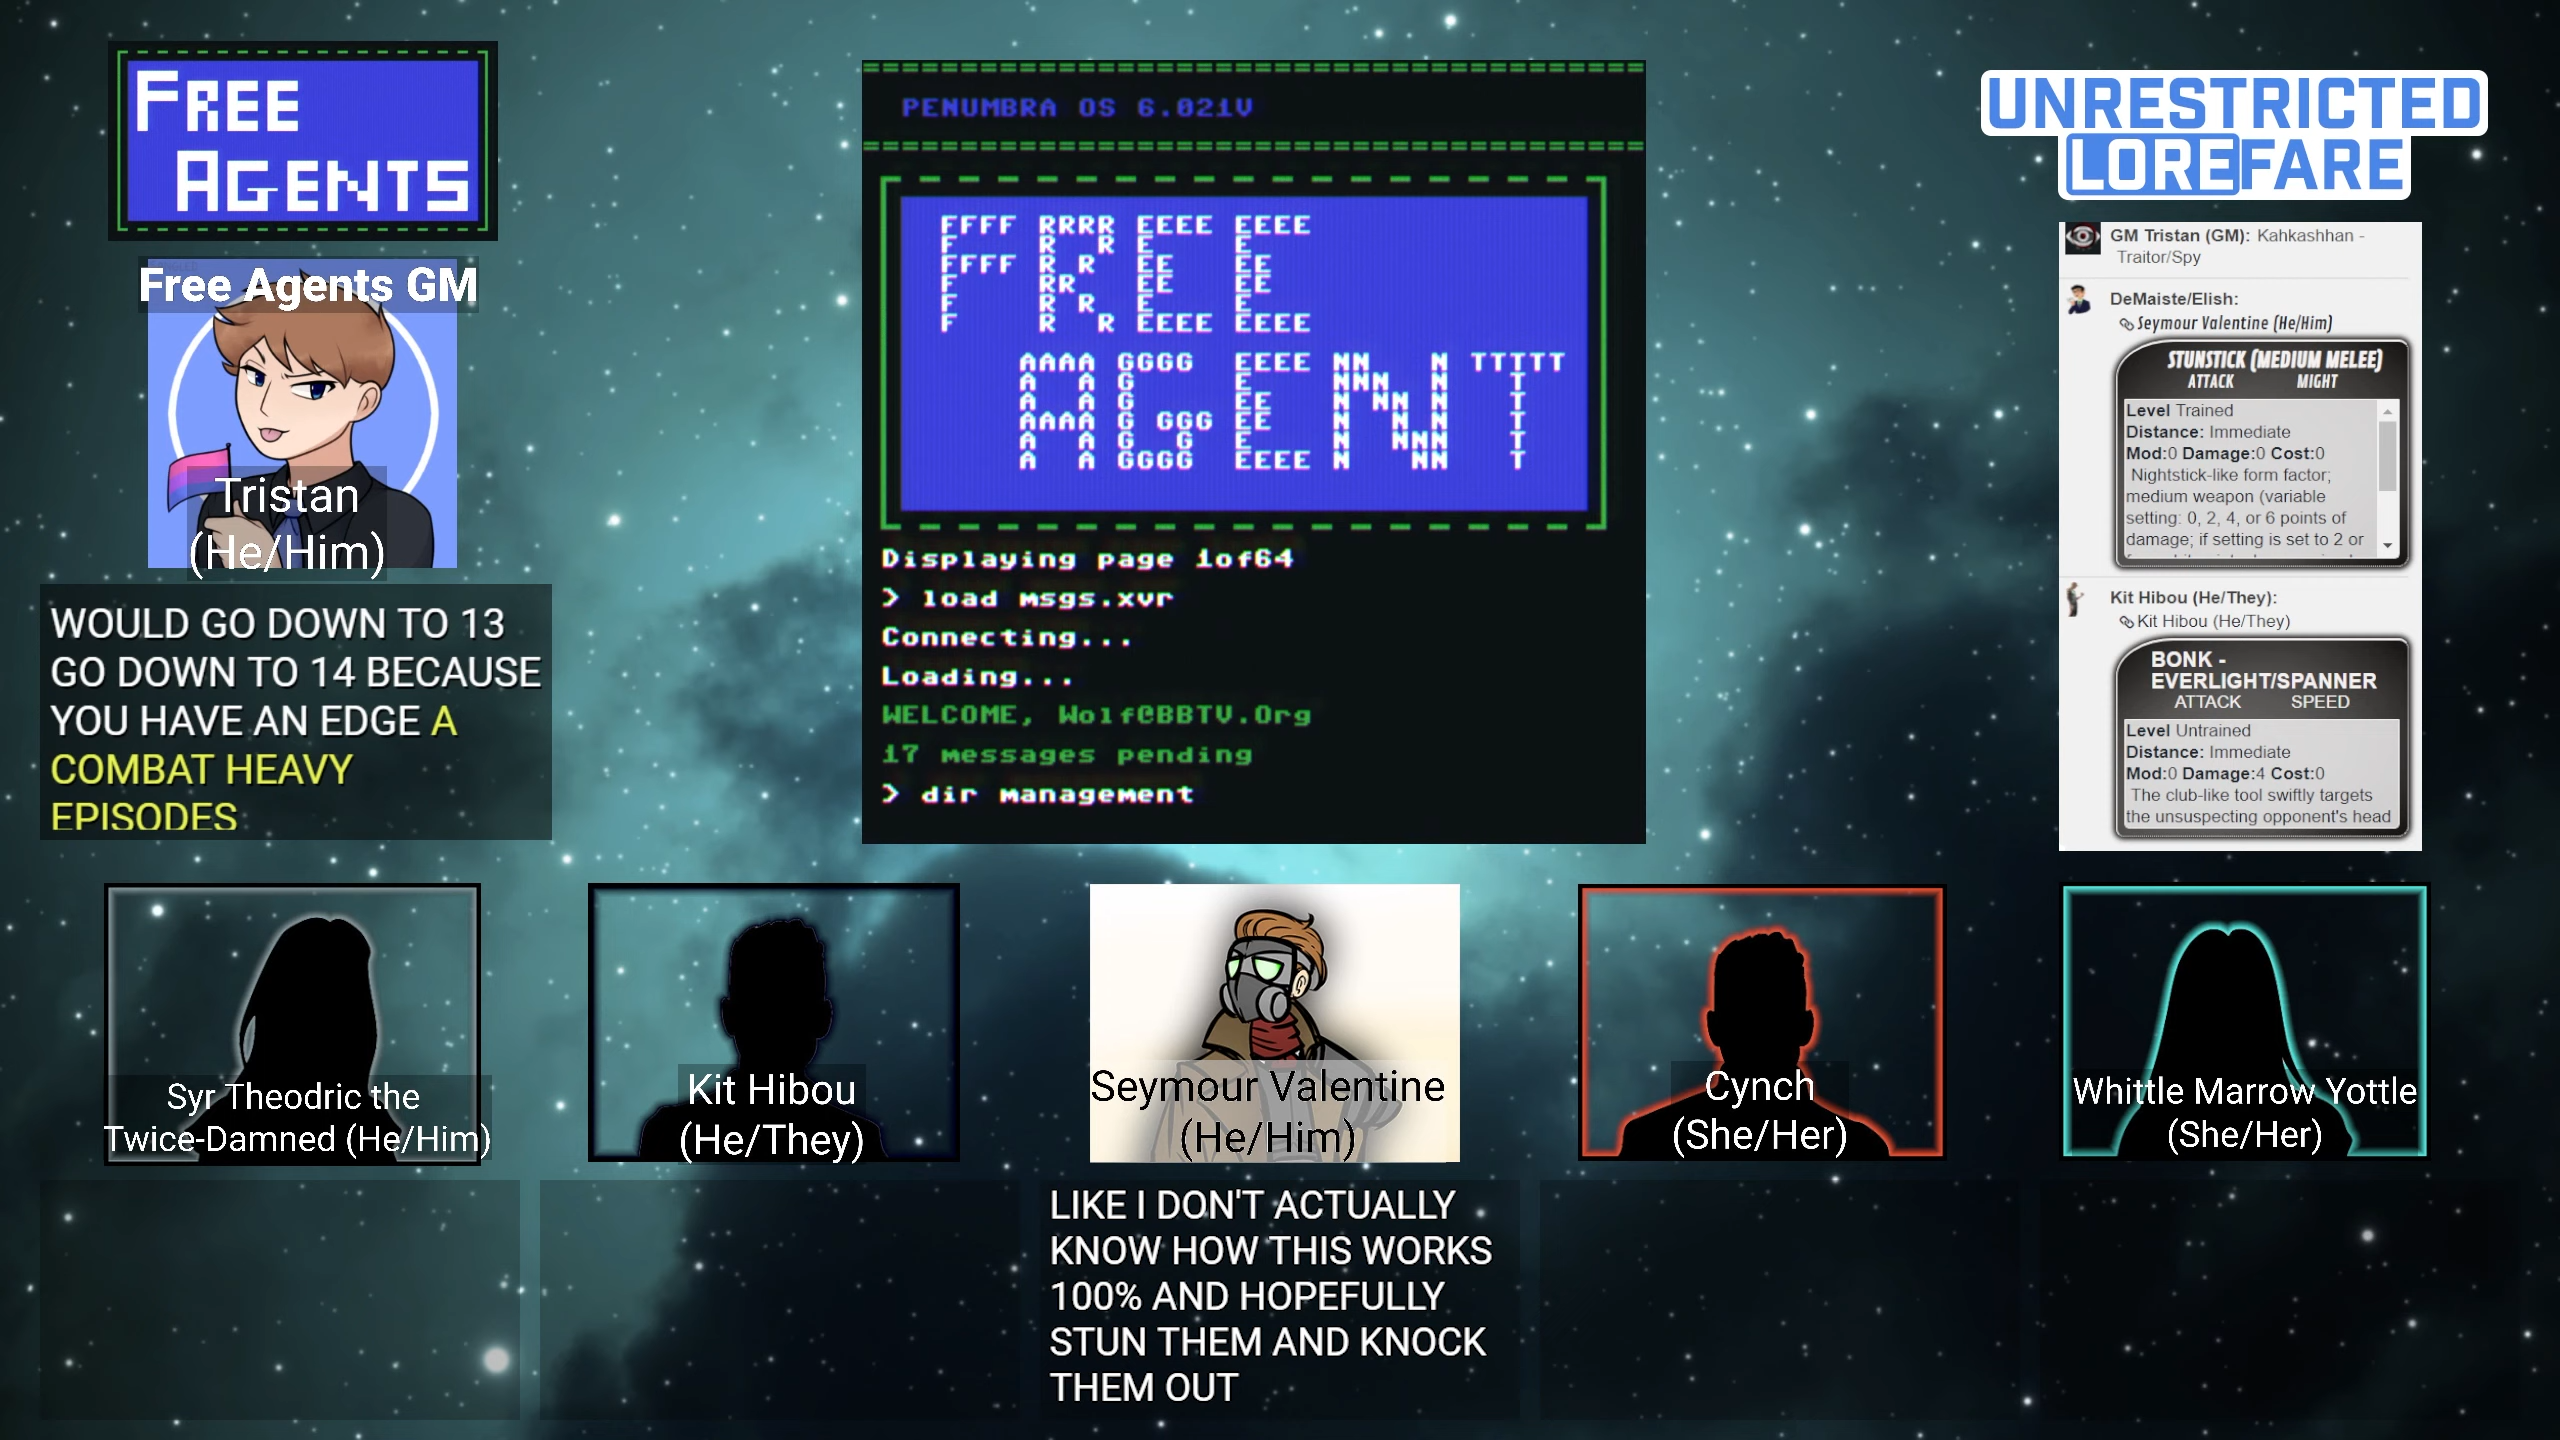 FREE
AGENTS
Free Agents GM
Tristan
(He/Him)
WOULD GO DOWN TO 13
GO DOWN TO 14 BECAUSE
YOU HAVE AN EDGE A
COMBAT HEAVY
EPISODES
PENUMBRA OS 6.021V
FREE
AGENT
Displaying page 1of64
> load msgs.xvr
Connecting...
Loading...
WELCOME, Wolf@BBTV.Org
17 messages pending
> dir management
UNRESTRICTED
LOREFARE
GM Tristan (GM): Kahkashhan -
Traitor/Spy
DeMaiste/Elish:
Seymour Valentine (He/Him)
STUNSTICK (MEDIUM MELEE)
ATTACK MIGHT
Level Trained
Distance: Immediate
Mod:0 Damage:0 Cost:0
Nightstick-like form factor;
medium weapon (variable
setting: 0, 2, 4, or 6 points of
damage; if setting is set to 2 or
Kit Hibou (He/They):
Kit Hibou (He/They)
BONK -
EVERLIGHT/SPANNER
ATTACK SPEED
Level Untrained
Distance: Immediate
Mod:0 Damage:4 Cost:0
The club-like tool swiftly targets
the unsuspecting opponent's head
Syr Theodric the
Twice-Damned (He/Him)
Kit Hibou
(He/They)
Seymour Valentine
(He/Him)
Cynch
(She/Her)
Whittle Marrow Yottle
(She/Her)
LIKE I DON'T ACTUALLY
KNOW HOW THIS WORKS
100% AND HOPEFULLY
STUN THEM AND KNOCK
THEM OUT